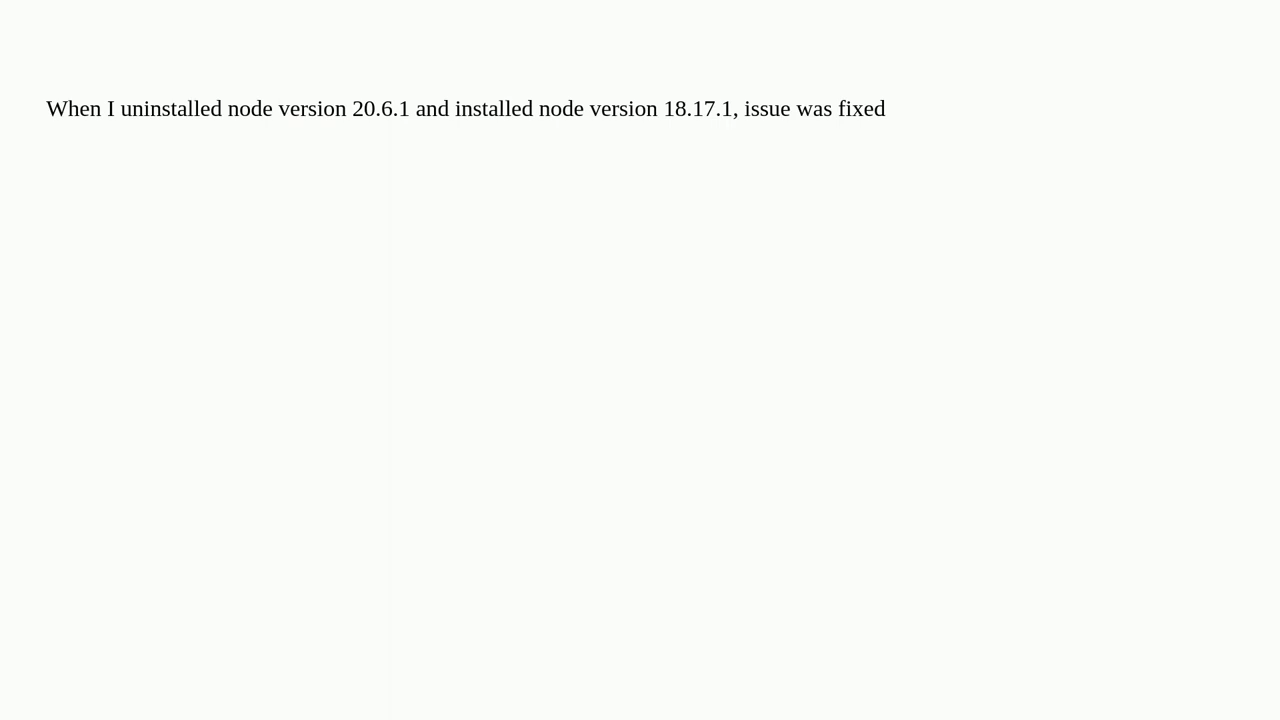 When I uninstalled node version 20.6.1 and installed node version 18.17.1, issue was fixed